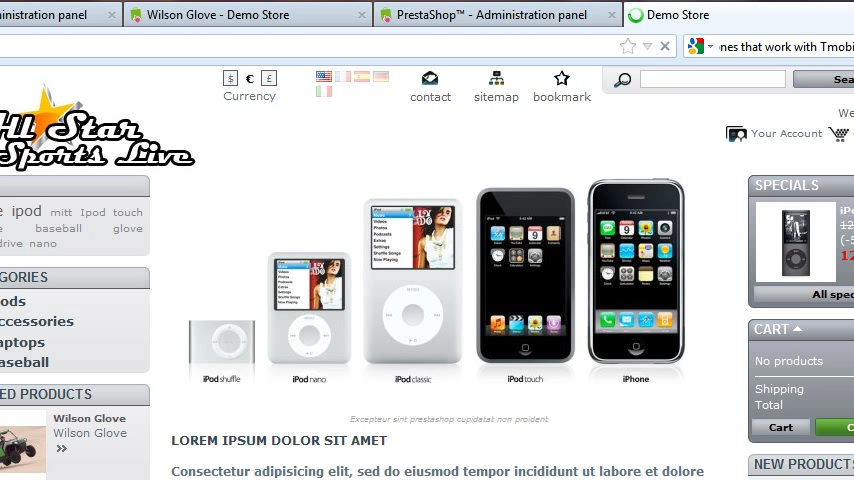 inistration panel
Wilson Glove - Demo Store
PrestaShop™ - Administration panel
Demo Store
nes that work with Tmobi
$ € £
Currency
contact
sitemap
bookmark
Sea
We
Your Account
Star
Sports Live
ipod mitt Ipod touch
baseball glove
drive nano
EGORIES
ods
ccessories
aptops
aseball
ED PRODUCTS
Wilson Glove
Wilson Glove
iPod shuffle
iPod nano
iPod classic
iPod touch
iPhone
Excepteur sint prestashop cupidatat non proident
LOREM IPSUM DOLOR SIT AMET
Consectetur adipisicing elit, sed do eiusmod tempor incididunt ut labore et dolore
SPECIALS
iPo
All spec
CART
No products
Shipping
Total
Cart
C
NEW PRODUCTS